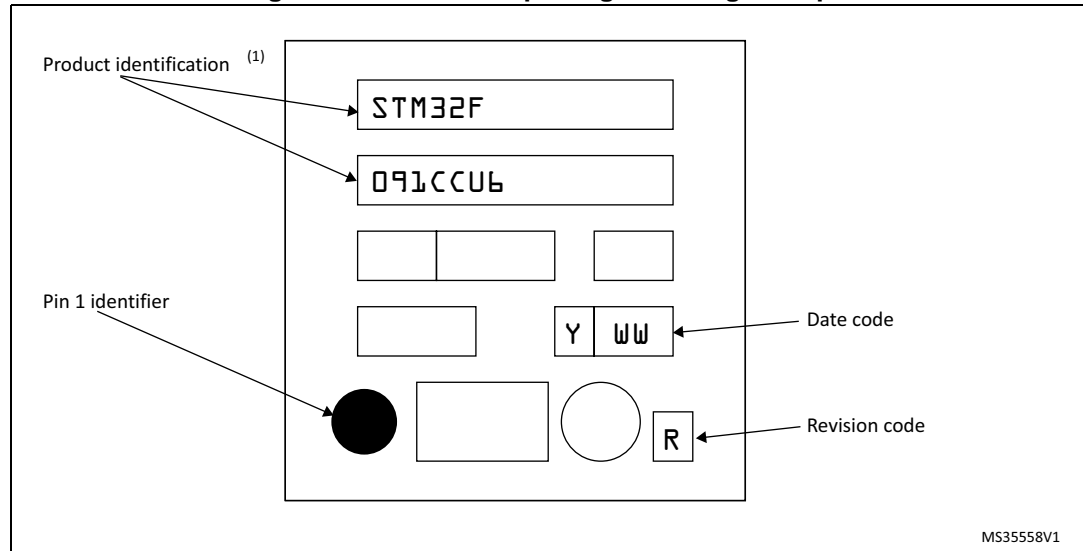 Product identification (1)
STM32F
091CCU6
Pin 1 identifier
Y WW
Date code
R
Revision code
MS35558V1